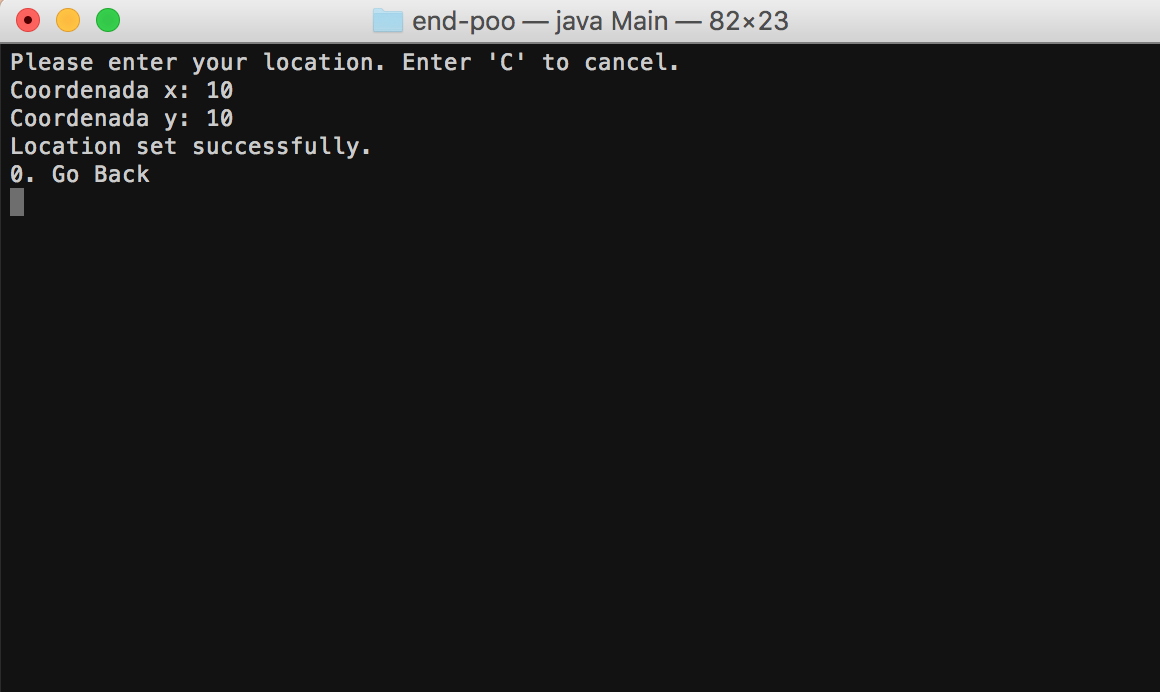 end-poo — java Main — 82×23
Please enter your location. Enter 'C' to cancel.
Coordenada x: 10
Coordenada y: 10
Location set successfully.
0. Go Back